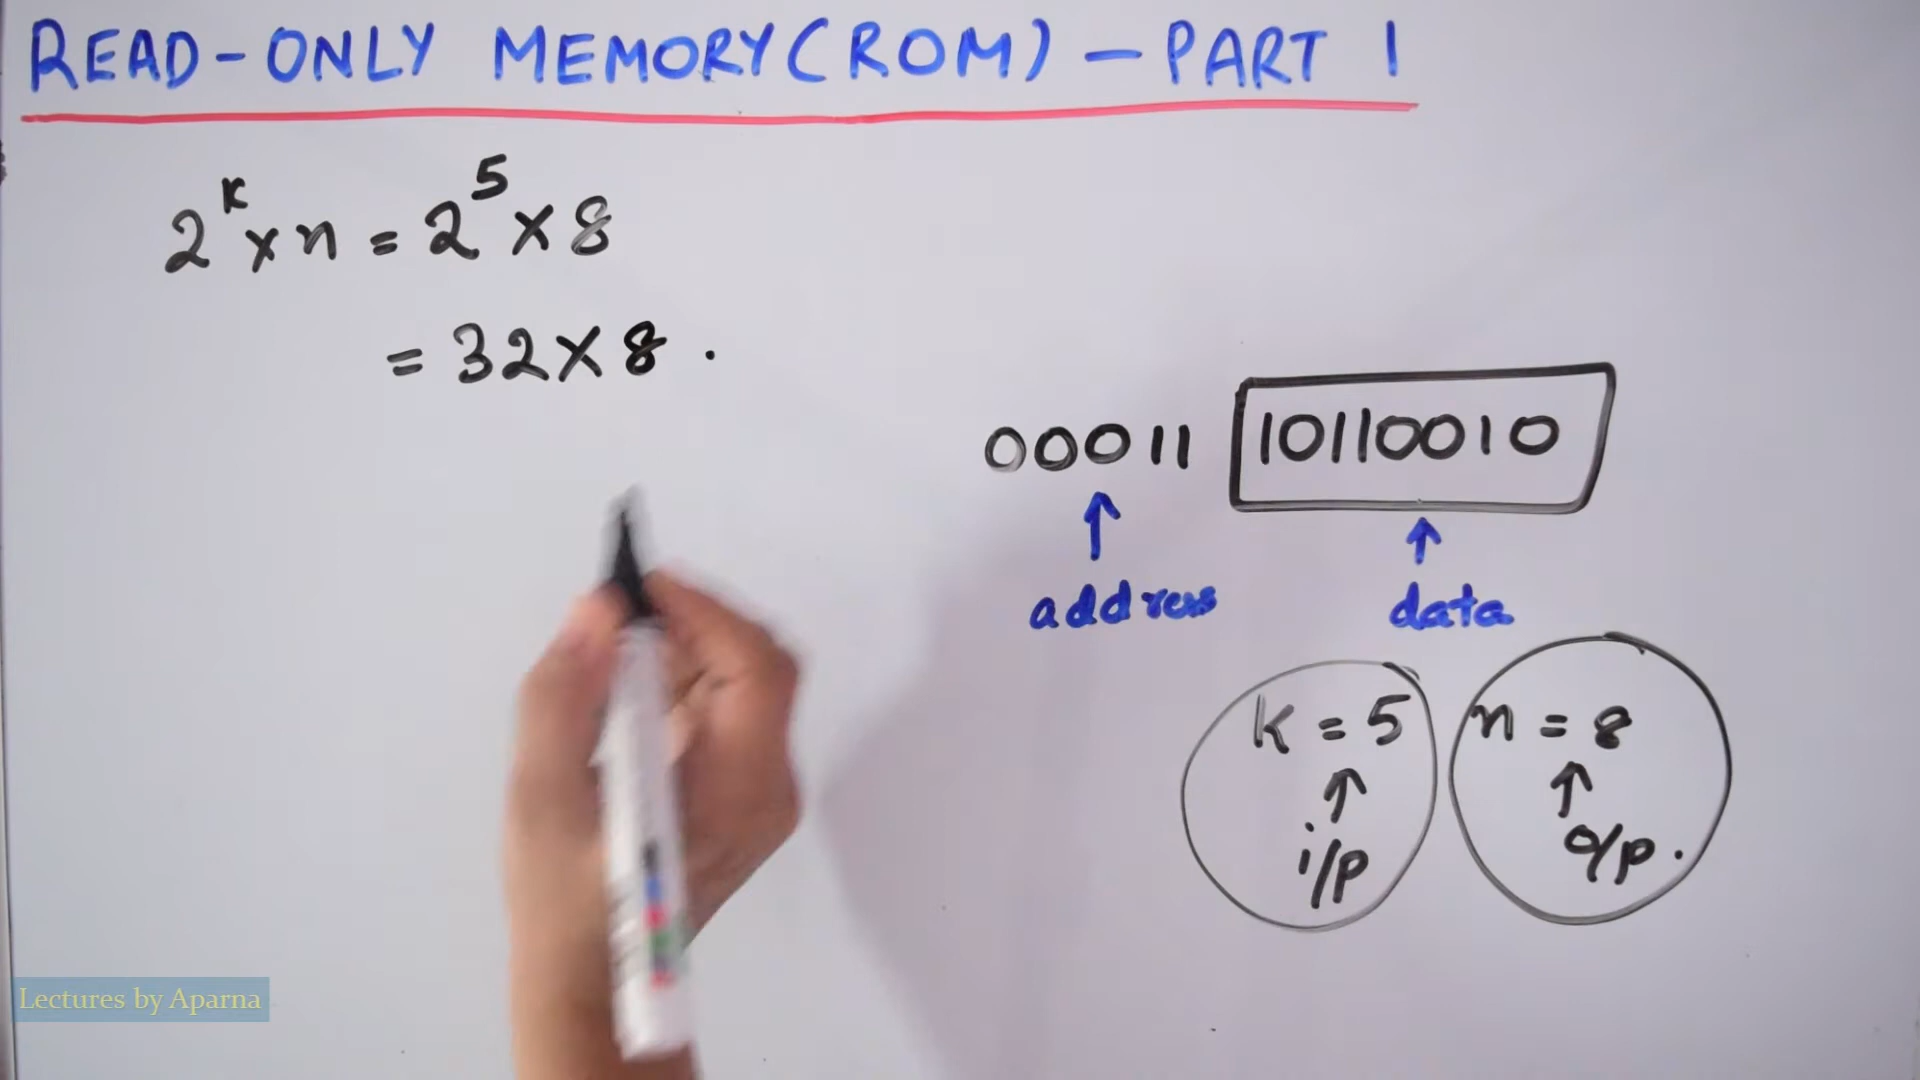 READ-ONLY MEMORY(ROM) – PART 1
2^k × n = 2^5 × 8
= 32 × 8 .
00011 10110010
↑ ↑
address data
k = 5 n = 8
↑ ↑
i/p o/p .
Lectures by Aparna